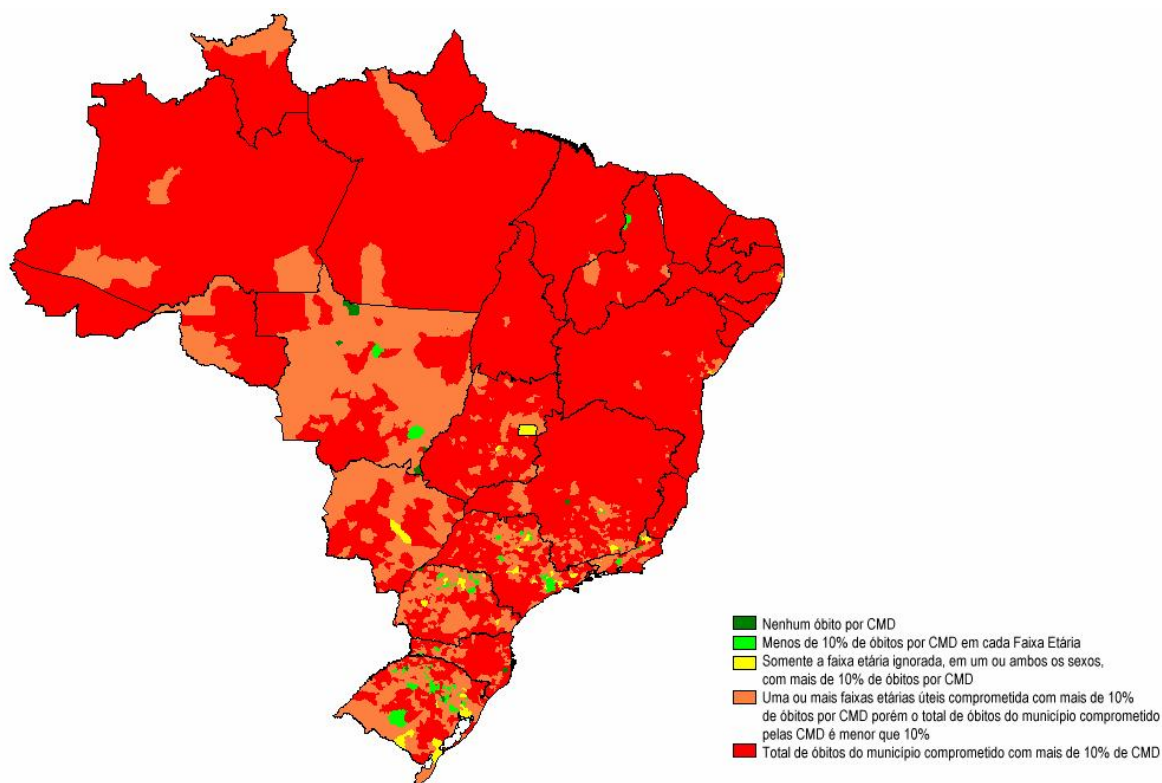 Nenhum óbito por CMD
Menos de 10% de óbitos por CMD em cada Faixa Etária
Somente a faixa etária ignorada, em um ou ambos os sexos,
com mais de 10% de óbitos por CMD
Uma ou mais faixas etárias úteis comprometida com mais de 10%
de óbitos por CMD porém o total de óbitos do município comprometido
pelas CMD é menor que 10%
Total de óbitos do município comprometido com mais de 10% de CMD